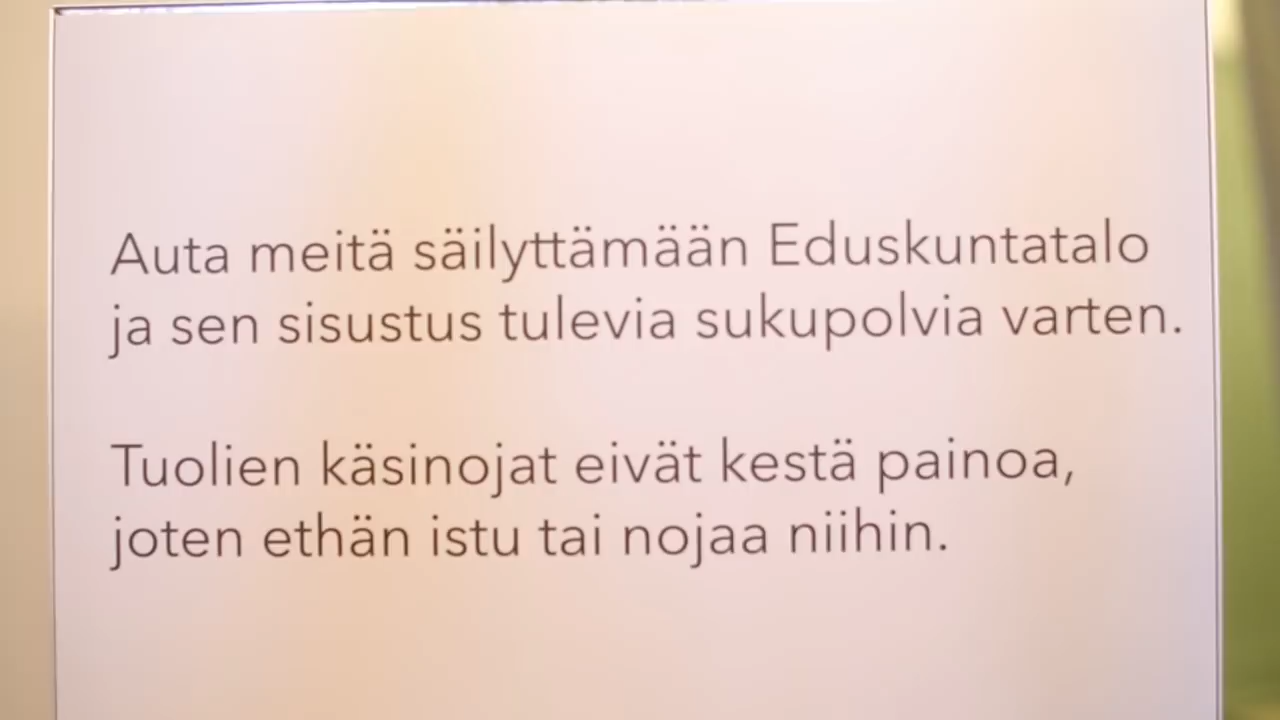 Auta meitä säilyttämään Eduskuntatalo
ja sen sisustus tulevia sukupolvia varten.
Tuolien käsinojat eivät kestä painoa,
joten ethän istu tai nojaa niihin.